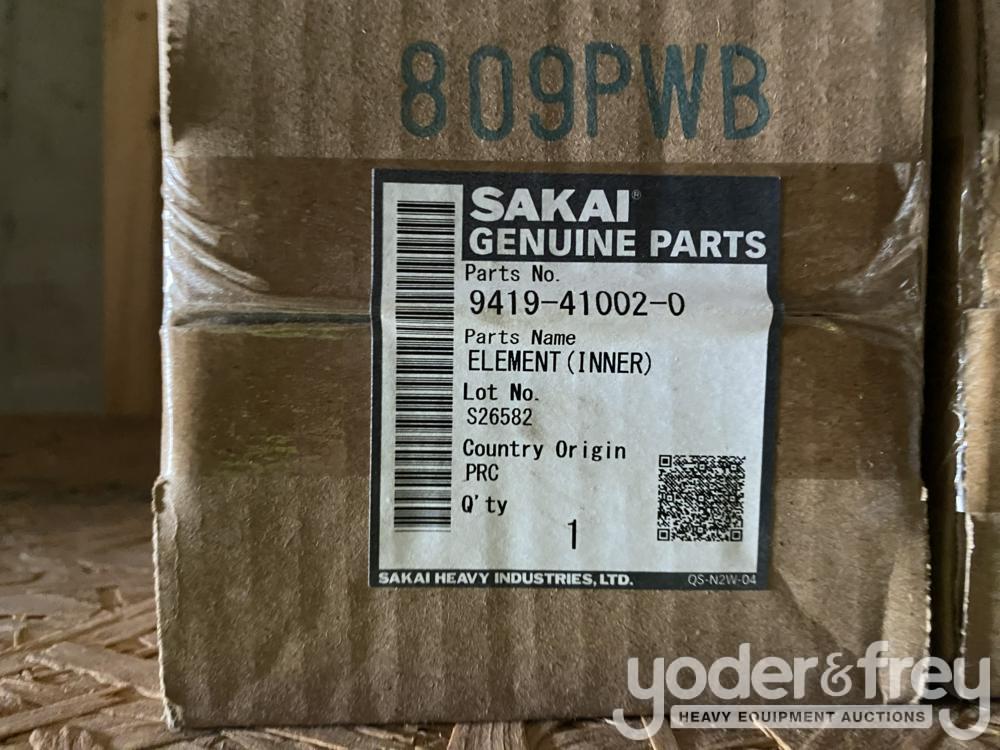 809PWB
SAKAI®
GENUINE PARTS
Parts No.
9419-41002-0
Parts Name
ELEMENT(INNER)
Lot No.
S26582
Country Origin
PRC
Q'ty
1
SAKAI HEAVY INDUSTRIES, LTD.
QS-N2W-04
yoder&frey
HEAVY EQUIPMENT AUCTIONS